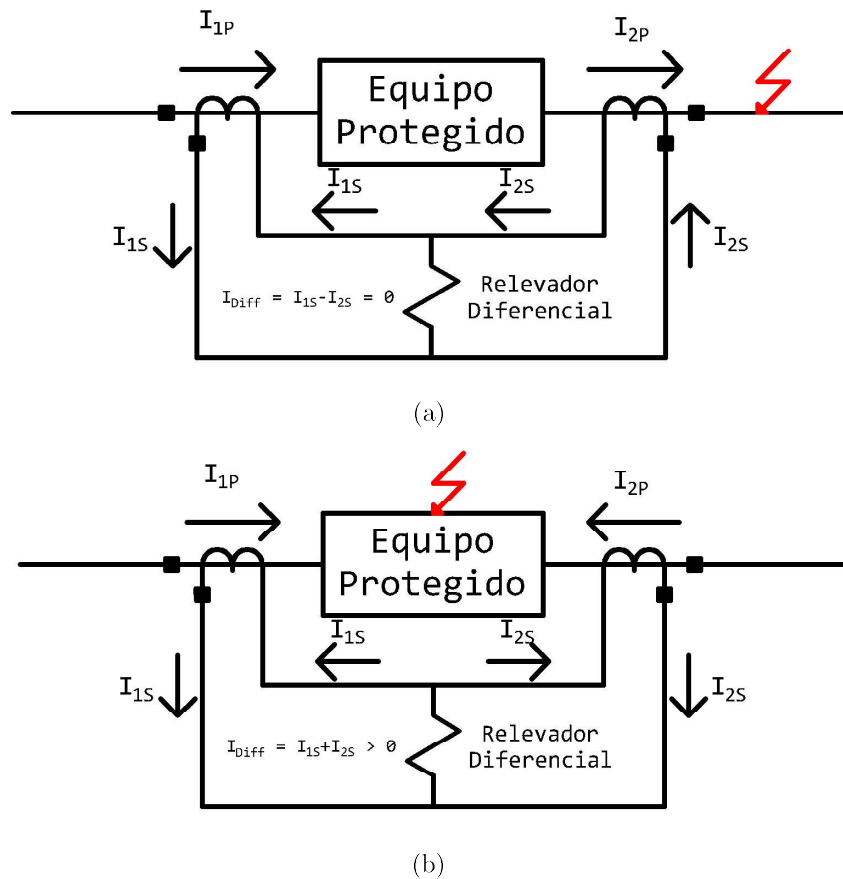 I1P
I2P
Equipo
Protegido
I1S
I2S
I1S
I2S
IDiff = I1S-I2S = 0
Relevador
Diferencial
(a)
I1P
I2P
Equipo
Protegido
I1S
I2S
I1S
I2S
IDiff = I1S+I2S > 0
Relevador
Diferencial
(b)